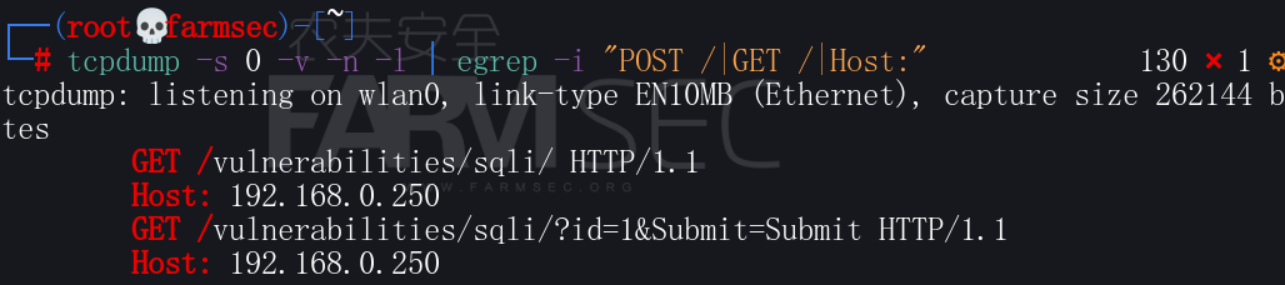 ┌──(root💀farmsec)-[~]
└─# tcpdump -s 0 -v -n -l | egrep -i "POST /|GET /|Host:" 130 ⨯ 1 ⚙
tcpdump: listening on wlan0, link-type EN10MB (Ethernet), capture size 262144 b
tes
GET /vulnerabilities/sqli/ HTTP/1.1
Host: 192.168.0.250
GET /vulnerabilities/sqli/?id=1&Submit=Submit HTTP/1.1
Host: 192.168.0.250
农夫安全
FARMSEC
WWW.FARMSEC.ORG